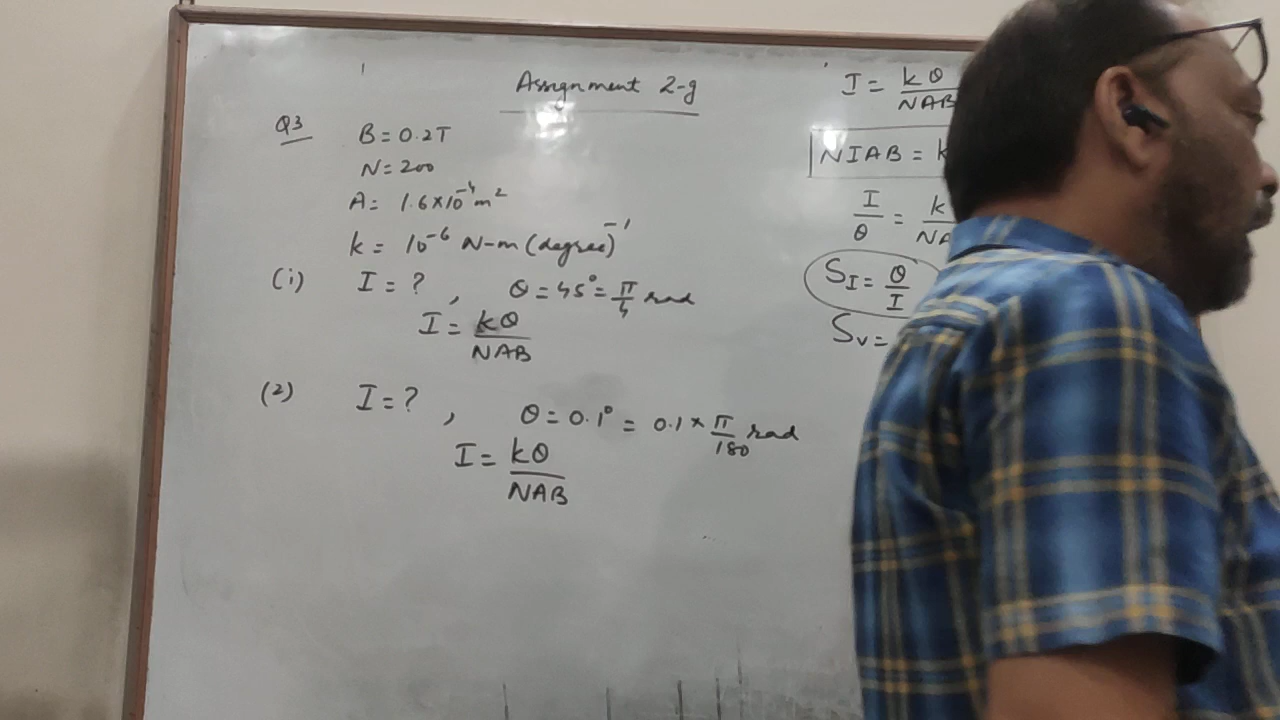 Assignment 2-g
Q3 B = 0.2T
N = 200
A = 1.6×10⁻⁴ m²
k = 10⁻⁶ N-m (degree)⁻¹
(i) I = ? , θ = 45° = π/4 rad
I = kθ/NAB
(2) I = ? , θ = 0.1° = 0.1 × π/180 rad
I = kθ/NAB
I = kθ/NAB
NIAB = k
I/θ = k/NA
S_I = θ/I
S_V =